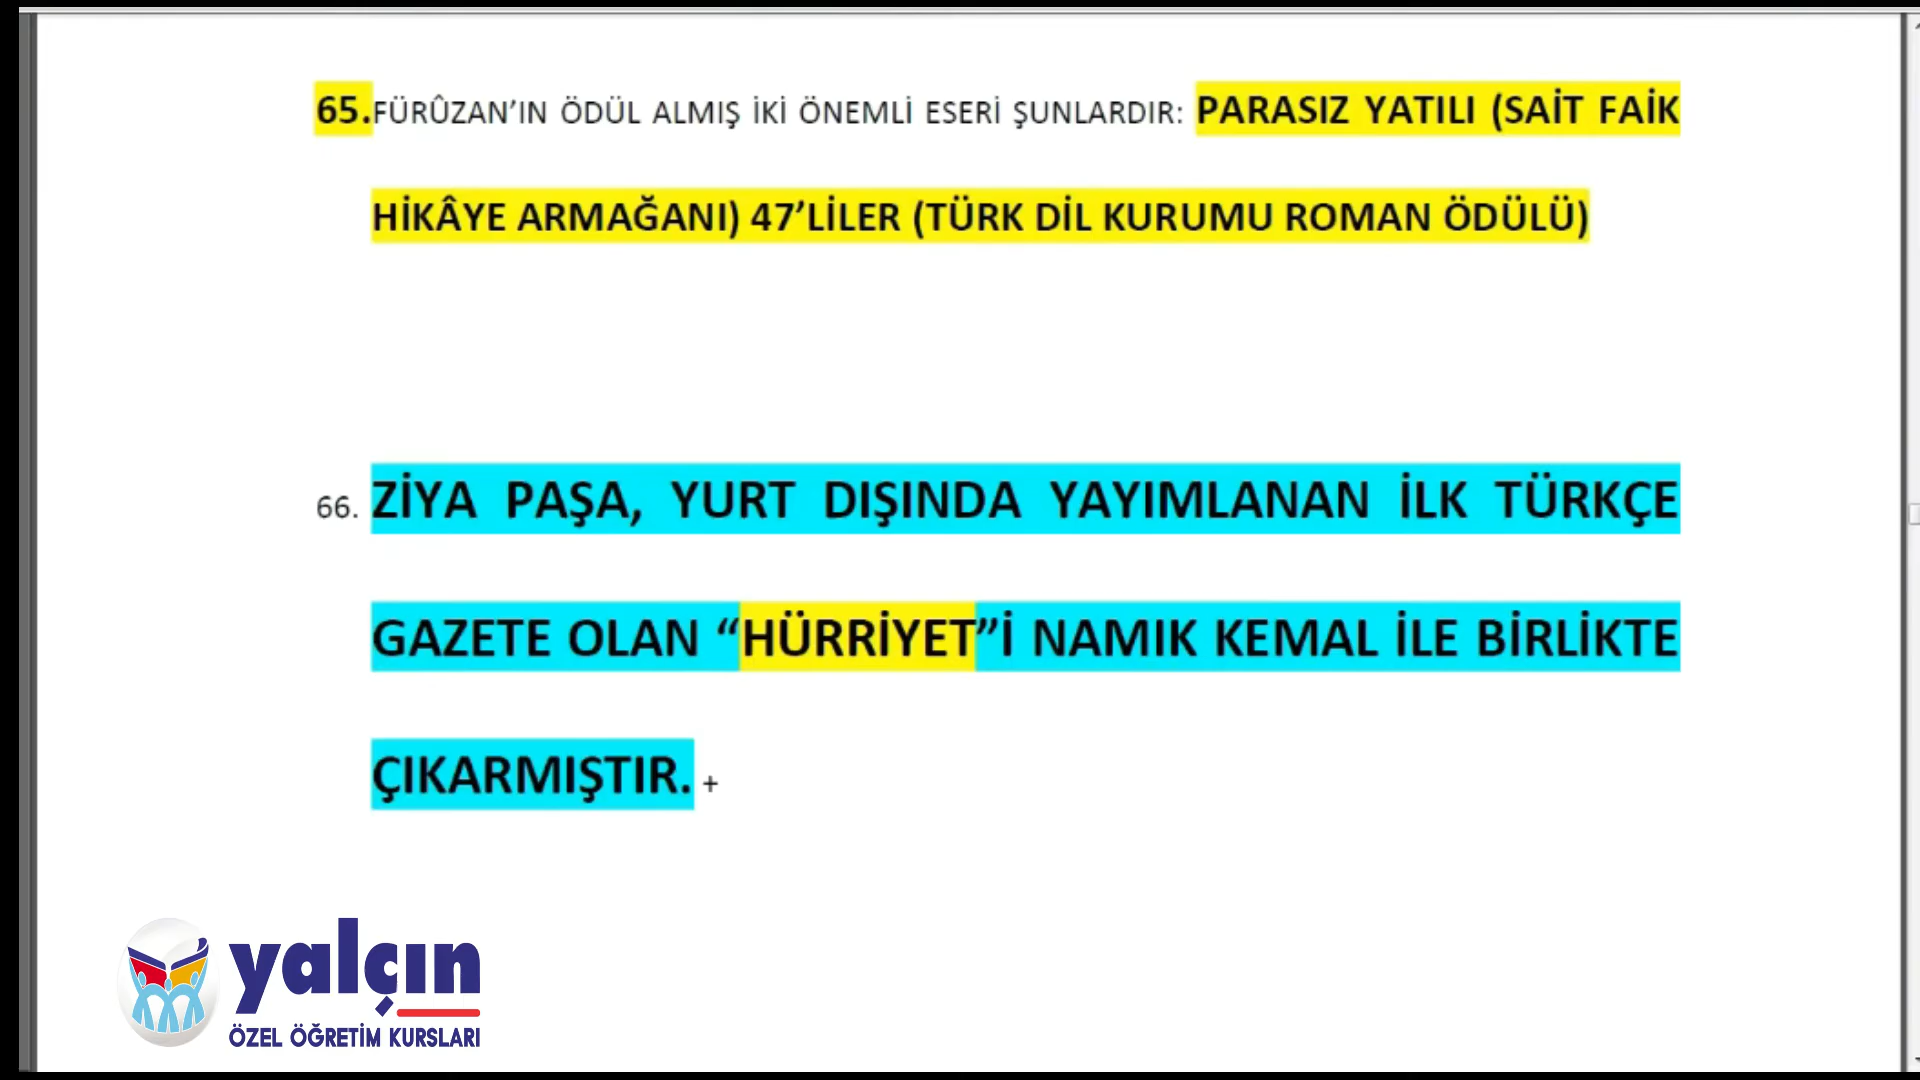 65.FÜRÛZAN’IN ÖDÜL ALMIŞ İKİ ÖNEMLİ ESERİ ŞUNLARDIR: PARASIZ YATILI (SAİT FAİK
HİKÂYE ARMAĞANI) 47’LİLER (TÜRK DİL KURUMU ROMAN ÖDÜLÜ)
66. ZİYA PAŞA, YURT DIŞINDA YAYIMLANAN İLK TÜRKÇE
GAZETE OLAN “HÜRRİYET”İ NAMIK KEMAL İLE BİRLİKTE
ÇIKARMIŞTIR. +
yalçın
ÖZEL ÖĞRETİM KURSLARI